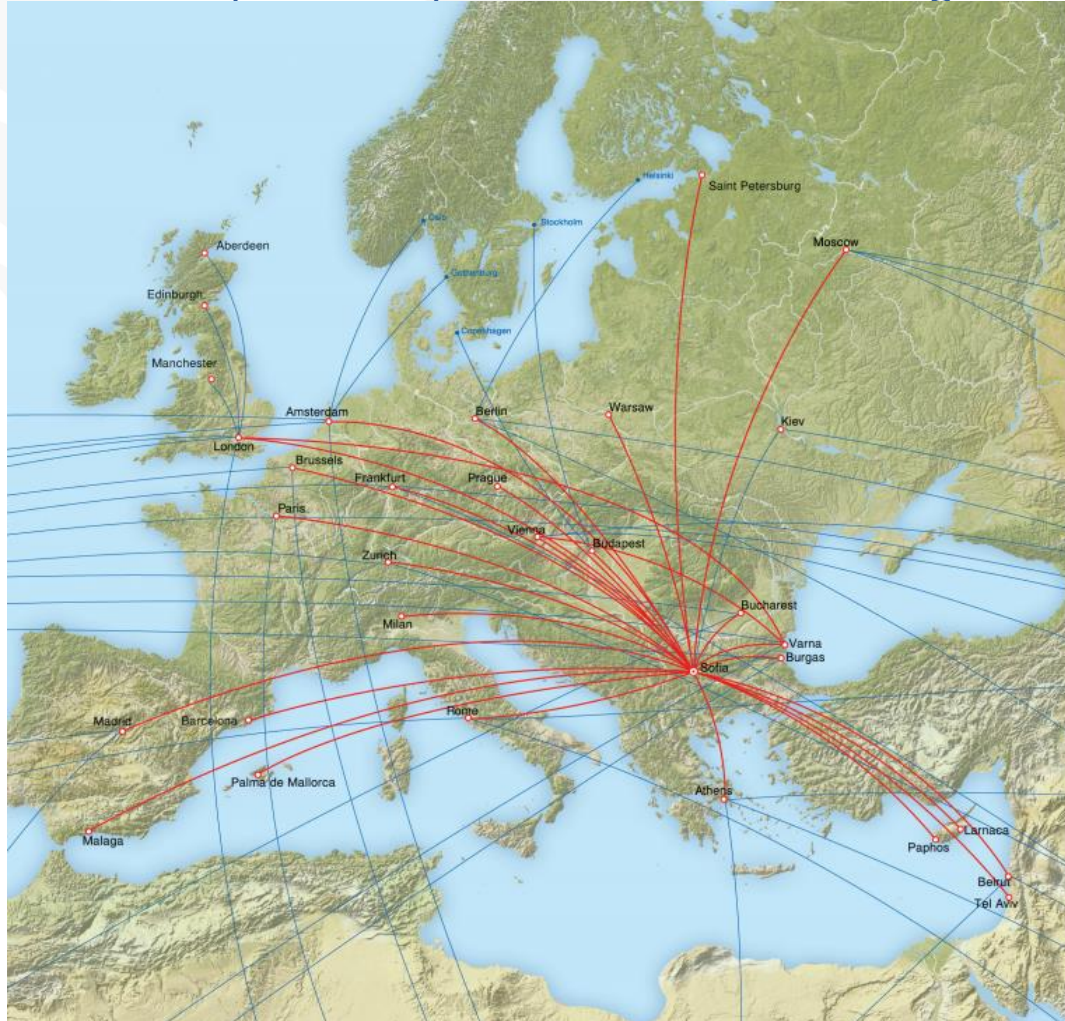 Helsinki
Saint Petersburg
Oslo
Stockholm
Moscow
Aberdeen
Gothenburg
Edinburgh
Copenhagen
Manchester
Amsterdam
Berlin
Warsaw
Kiev
London
Brussels
Frankfurt
Prague
Paris
Vienna
Budapest
Zurich
Bucharest
Milan
Varna
Burgas
Sofia
Rome
Madrid
Barcelona
Palma de Mallorca
Athens
Malaga
Larnaca
Paphos
Beirut
Tel Aviv